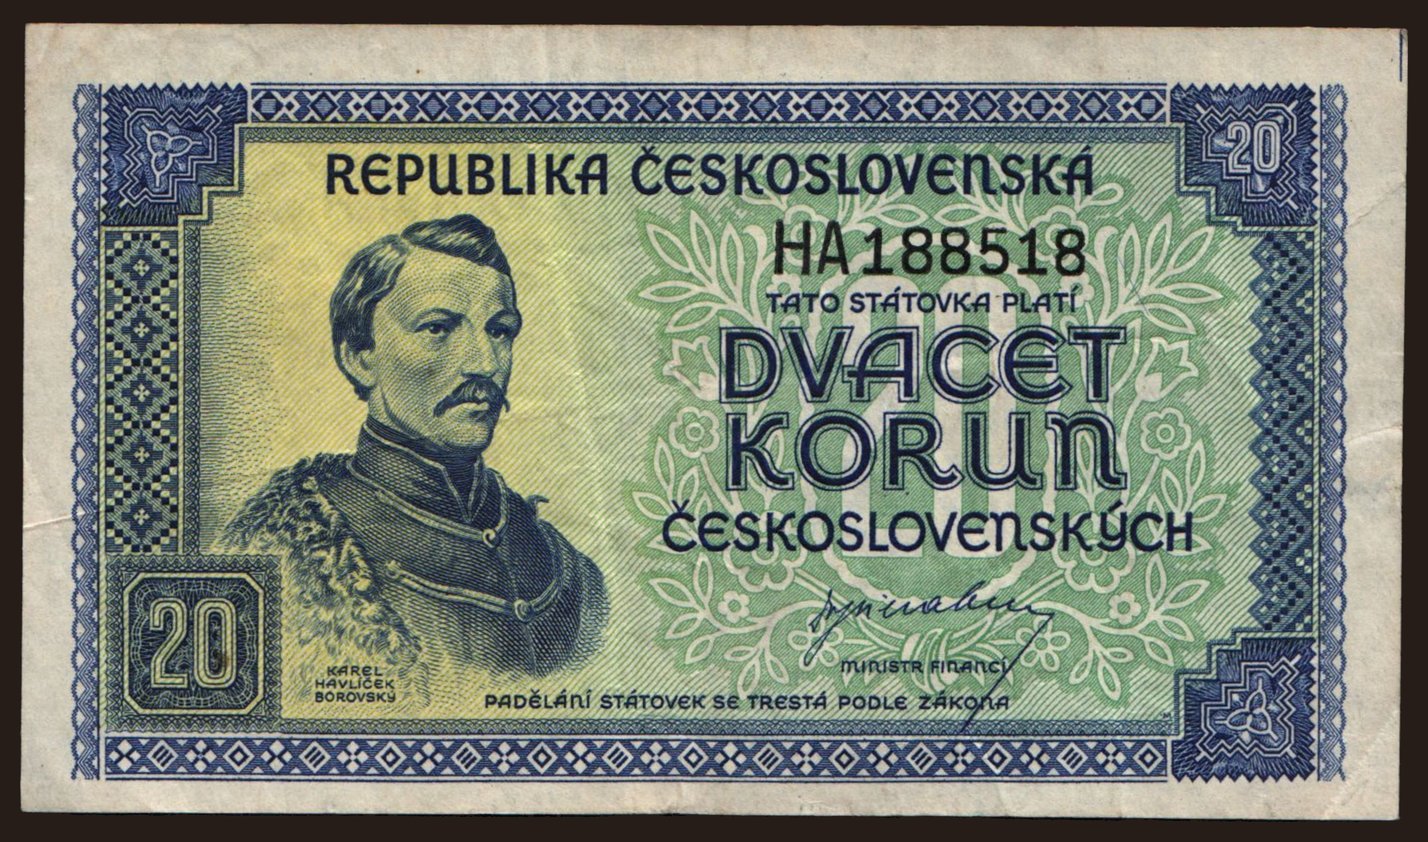 REPUBLIKA ČESKOSLOVENSKÁ
20
HA188518
TATO STÁTOVKA PLATÍ
DVACET
KORUN
ČESKOSLOVENSKÝCH
20
KAREL
HAVLÍČEK
BOROVSKÝ
MINISTR FINANCÍ
PADĚLÁNÍ STÁTOVEK SE TRESTÁ PODLE ZÁKONA